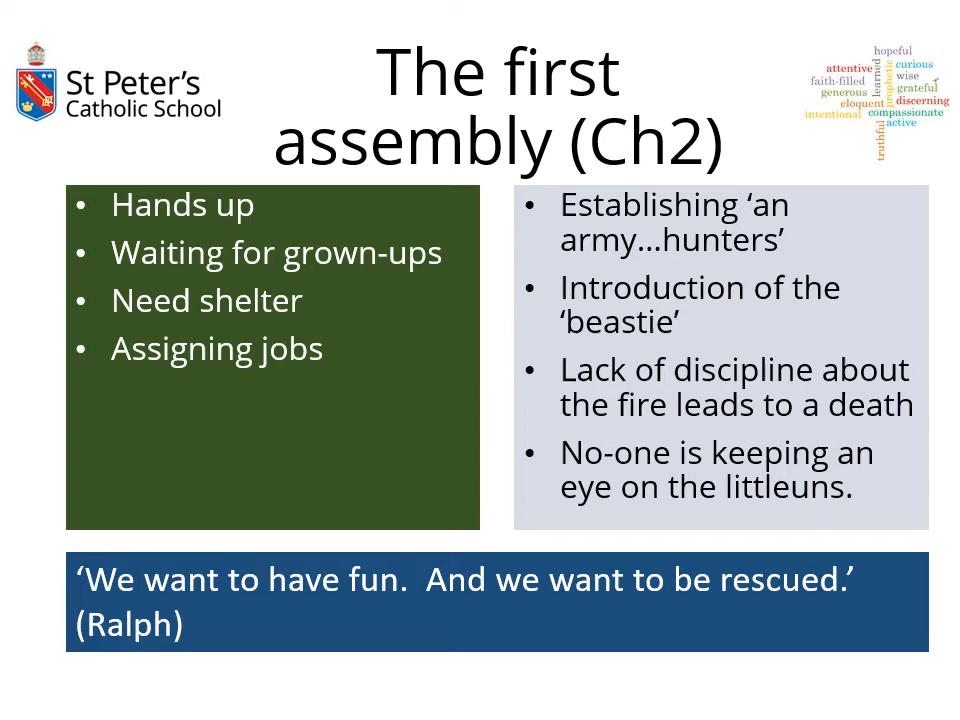 St Peter's
Catholic School
The first
assembly (Ch2)
hopeful
attentive
learned
curious
faith-filled
wise
generous
prophetic
grateful
eloquent
discerning
intentional
compassionate
truthful
active
• Hands up
• Waiting for grown-ups
• Need shelter
• Assigning jobs
• Establishing ‘an
army…hunters’
• Introduction of the
‘beastie’
• Lack of discipline about
the fire leads to a death
• No-one is keeping an
eye on the littleuns.
‘We want to have fun.  And we want to be rescued.’
(Ralph)